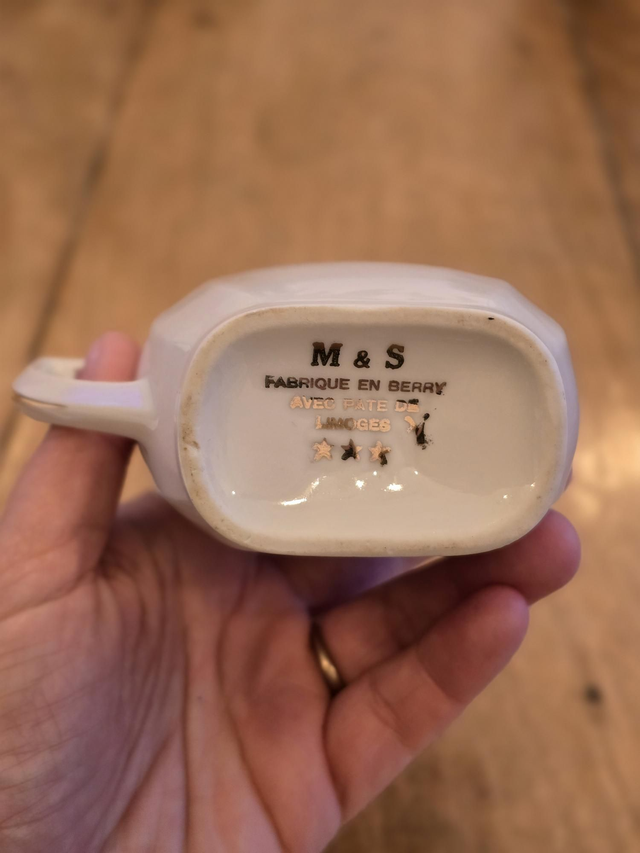 M & S
FABRIQUE EN BERRY
AVEC PATE DE
LIMOGES